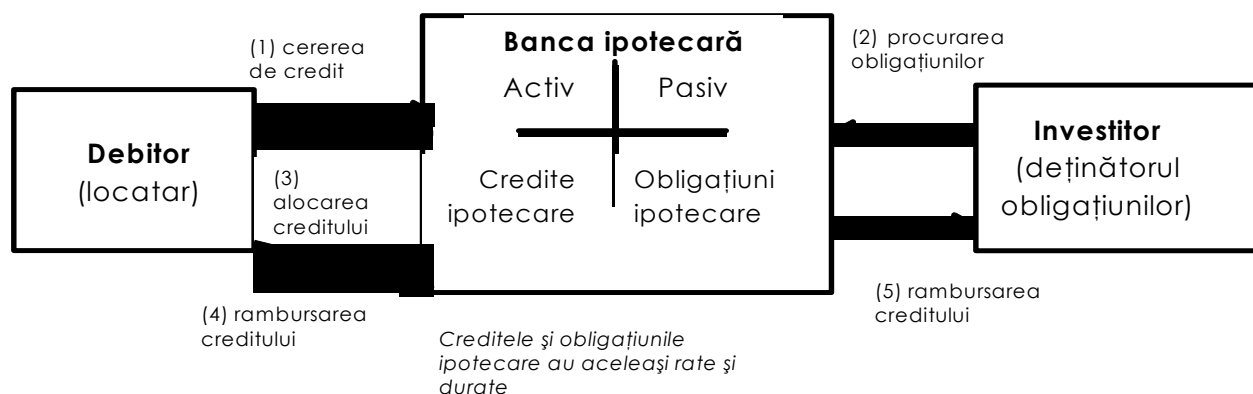 (1) cererea
de credit
Banca ipotecară
Activ
Pasiv
(2) procurarea
obligațiunilor
Debitor
(locatar)
(3)
alocarea
creditului
Credite
ipotecare
Obligațiuni
ipotecare
Investitor
(deținătorul
obligațiunilor)
(4) rambursarea
creditului
(5) rambursarea
creditului
Creditele şi obligațiunile
ipotecare au aceleaşi rate şi
durate